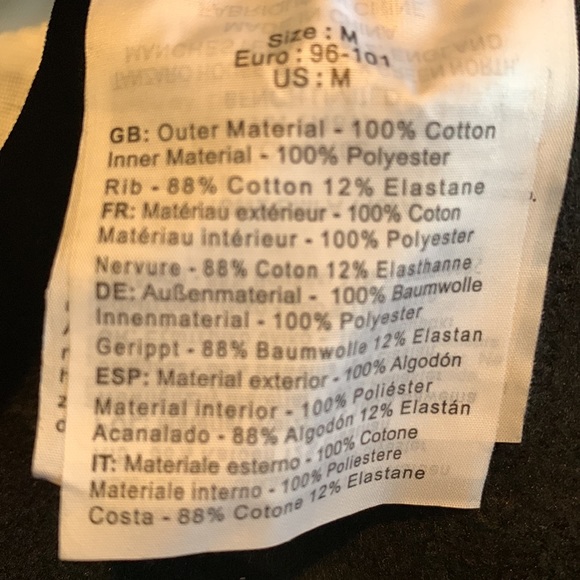 Size : M
Euro : 96-101
US : M
GB: Outer Material - 100% Cotton
Inner Material - 100% Polyester
Rib - 88% Cotton 12% Elastane
FR: Matériau extérieur - 100% Coton
Matériau intérieur - 100% Polyester
Nervure - 88% Coton 12% Elasthanne
DE: Außenmaterial - 100% Baumwolle
Innenmaterial - 100% Polyester
Gerippt - 88% Baumwolle 12% Elastan
ESP: Material exterior - 100% Algodón
Material interior - 100% Poliéster
Acanalado - 88% Algodón 12% Elastán
IT: Materiale esterno - 100% Cotone
Materiale interno - 100% Poliestere
Costa - 88% Cotone 12% Elastane